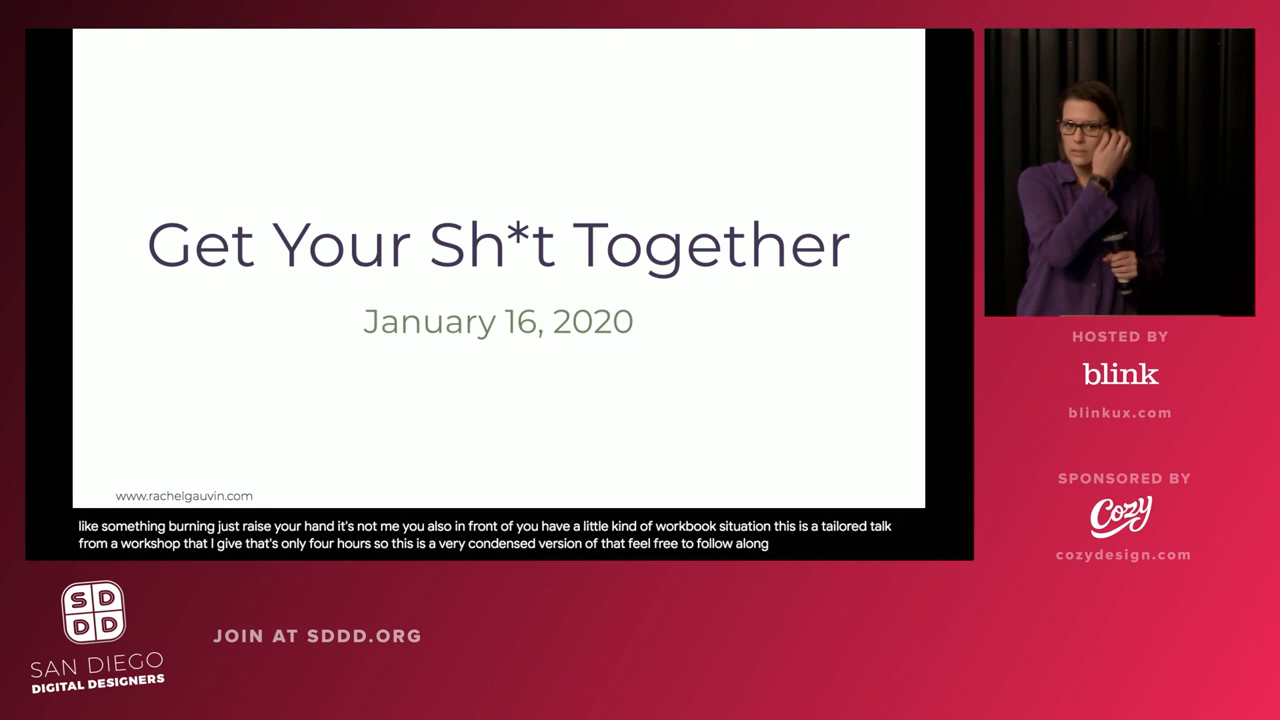 Get Your Sh*t Together
January 16, 2020
www.rachelgauvin.com
like something burning just raise your hand it's not me you also in front of you have a little kind of workbook situation this is a tailored talk
from a workshop that I give that's only four hours so this is a very condensed version of that feel free to follow along
HOSTED BY
blink
blinkux.com
SPONSORED BY
Cozy
cozydesign.com
SD
DD
SAN DIEGO
DIGITAL DESIGNERS
JOIN AT SDDD.ORG